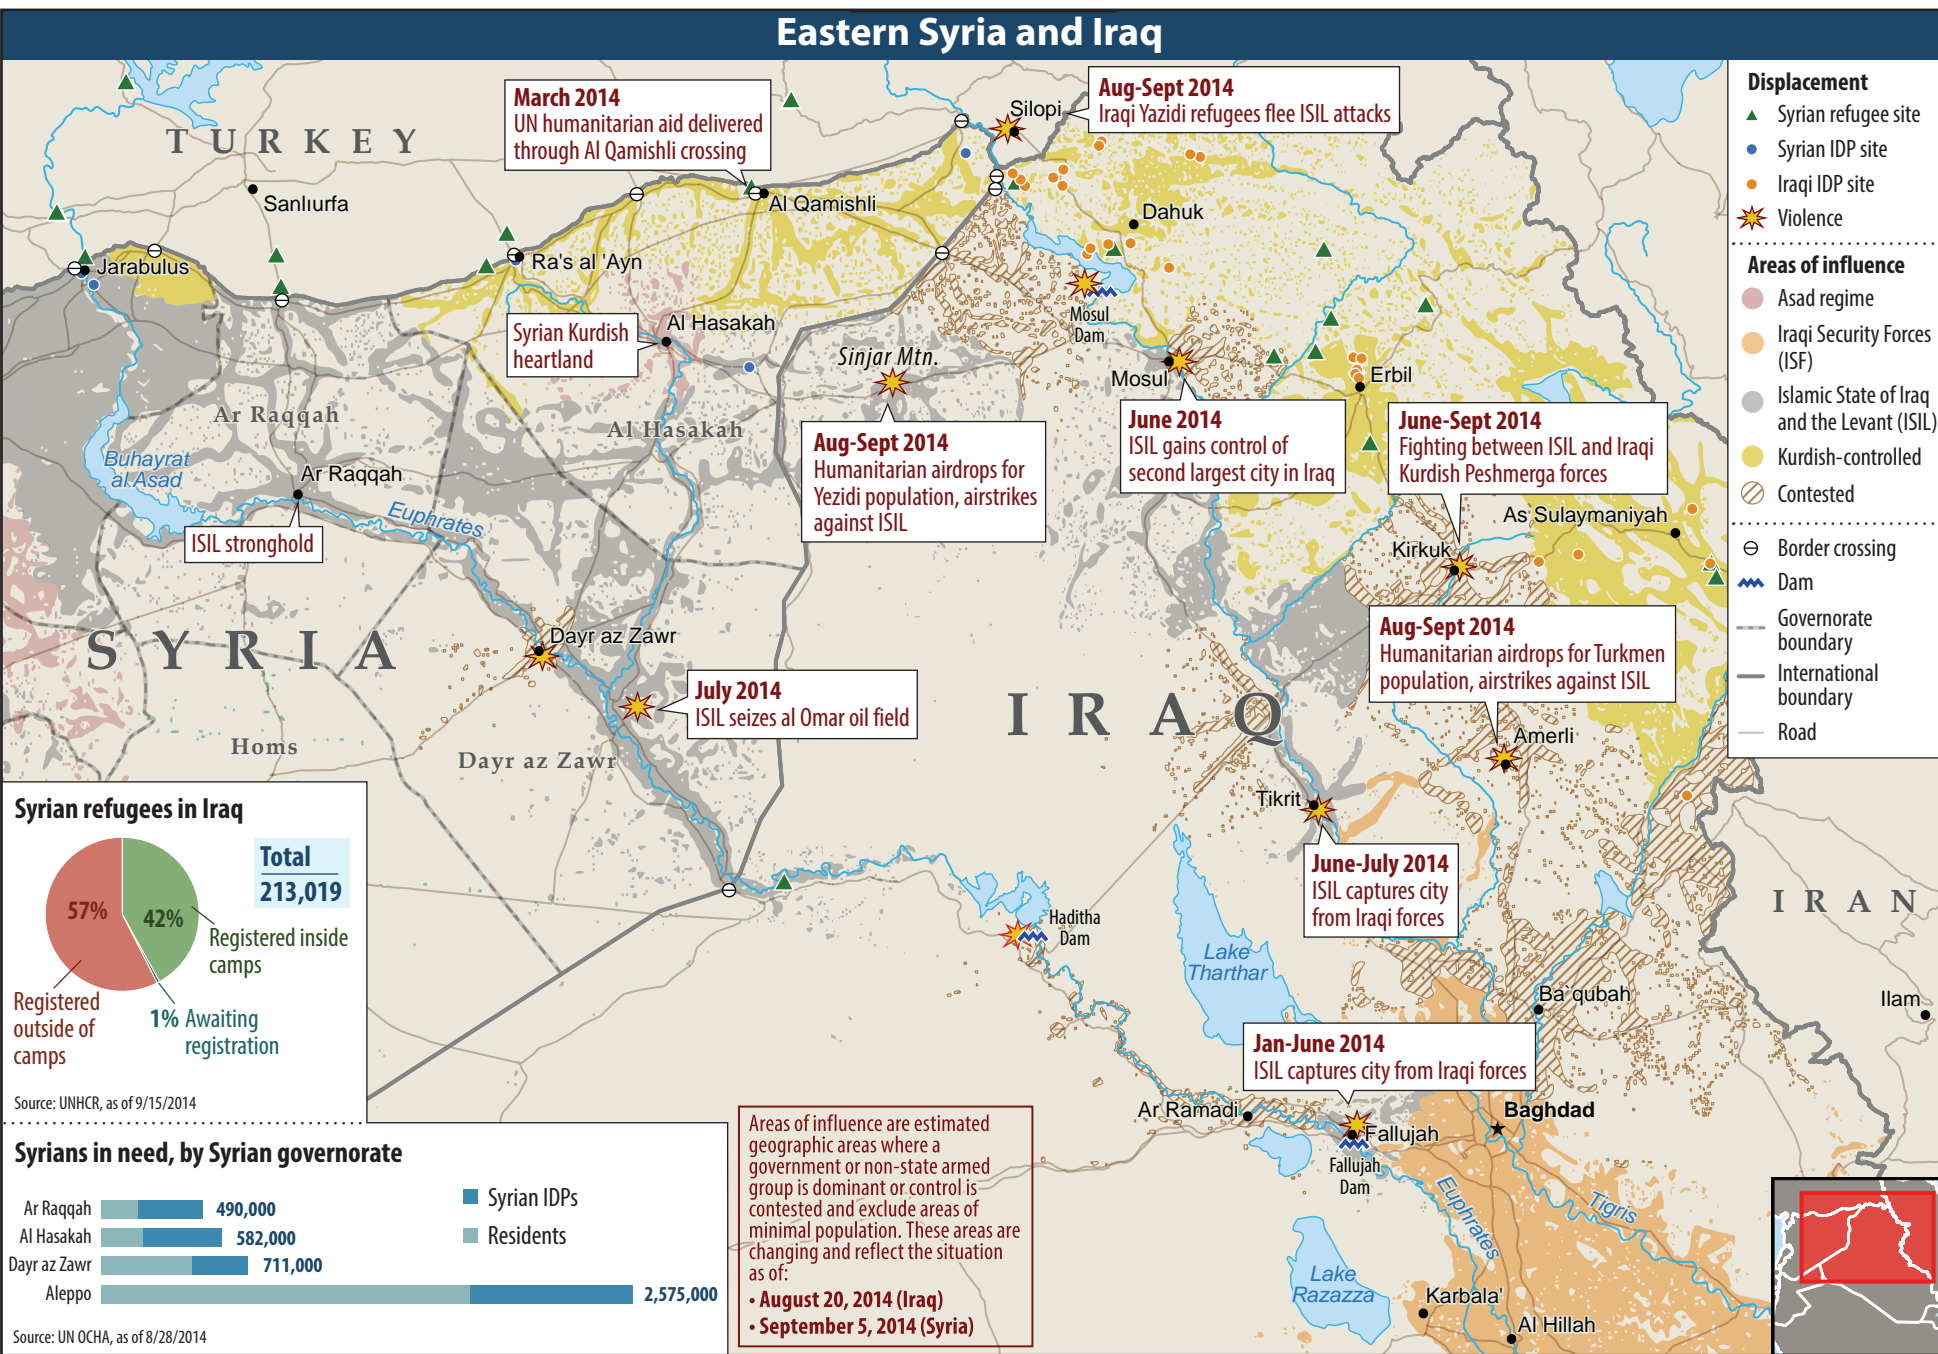 Eastern Syria and Iraq
March 2014
UN humanitarian aid delivered
through Al Qamishli crossing
Aug-Sept 2014
Iraqi Yazidi refugees flee ISIL attacks
Silopi
TURKEY
Sanlıurfa
Al Qamishli
Dahuk
Jarabulus
Ra's al 'Ayn
Syrian Kurdish
heartland
Al Hasakah
Sinjar Mtn.
Mosul
Dam
Mosul
Erbil
Ar Raqqah
Al Hasakah
Aug-Sept 2014
Humanitarian airdrops for
Yezidi population, airstrikes
against ISIL
June 2014
ISIL gains control of
second largest city in Iraq
June-Sept 2014
Fighting between ISIL and Iraqi
Kurdish Peshmerga forces
Buhayrat
al Asad
Ar Raqqah
Euphrates
ISIL stronghold
As Sulaymaniyah
Kirkuk
SYRIA
Dayr az Zawr
Aug-Sept 2014
Humanitarian airdrops for Turkmen
population, airstrikes against ISIL
July 2014
ISIL seizes al Omar oil field
IRAQ
Homs
Dayr az Zawr
Amerli
Tikrit
June-July 2014
ISIL captures city
from Iraqi forces
Haditha
Dam
Lake
Tharthar
IRAN
Ba`qubah
Ilam
Jan-June 2014
ISIL captures city from Iraqi forces
Ar Ramadi
Baghdad
Fallujah
Fallujah
Dam
Euphrates
Tigris
Lake
Razazza
Karbala'
Al Hillah
Displacement
Syrian refugee site
Syrian IDP site
Iraqi IDP site
Violence
Areas of influence
Asad regime
Iraqi Security Forces
(ISF)
Islamic State of Iraq
and the Levant (ISIL)
Kurdish-controlled
Contested
Border crossing
Dam
Governorate
boundary
International
boundary
Road
Syrian refugees in Iraq
Total
213,019
57%
42%
Registered inside
camps
Registered
outside of
camps
1% Awaiting
registration
Source: UNHCR, as of 9/15/2014
Syrians in need, by Syrian governorate
Syrian IDPs
Residents
Ar Raqqah 490,000
Al Hasakah 582,000
Dayr az Zawr 711,000
Aleppo 2,575,000
Source: UN OCHA, as of 8/28/2014
Areas of influence are estimated
geographic areas where a
government or non-state armed
group is dominant or control is
contested and exclude areas of
minimal population. These areas are
changing and reflect the situation
as of:
• August 20, 2014 (Iraq)
• September 5, 2014 (Syria)